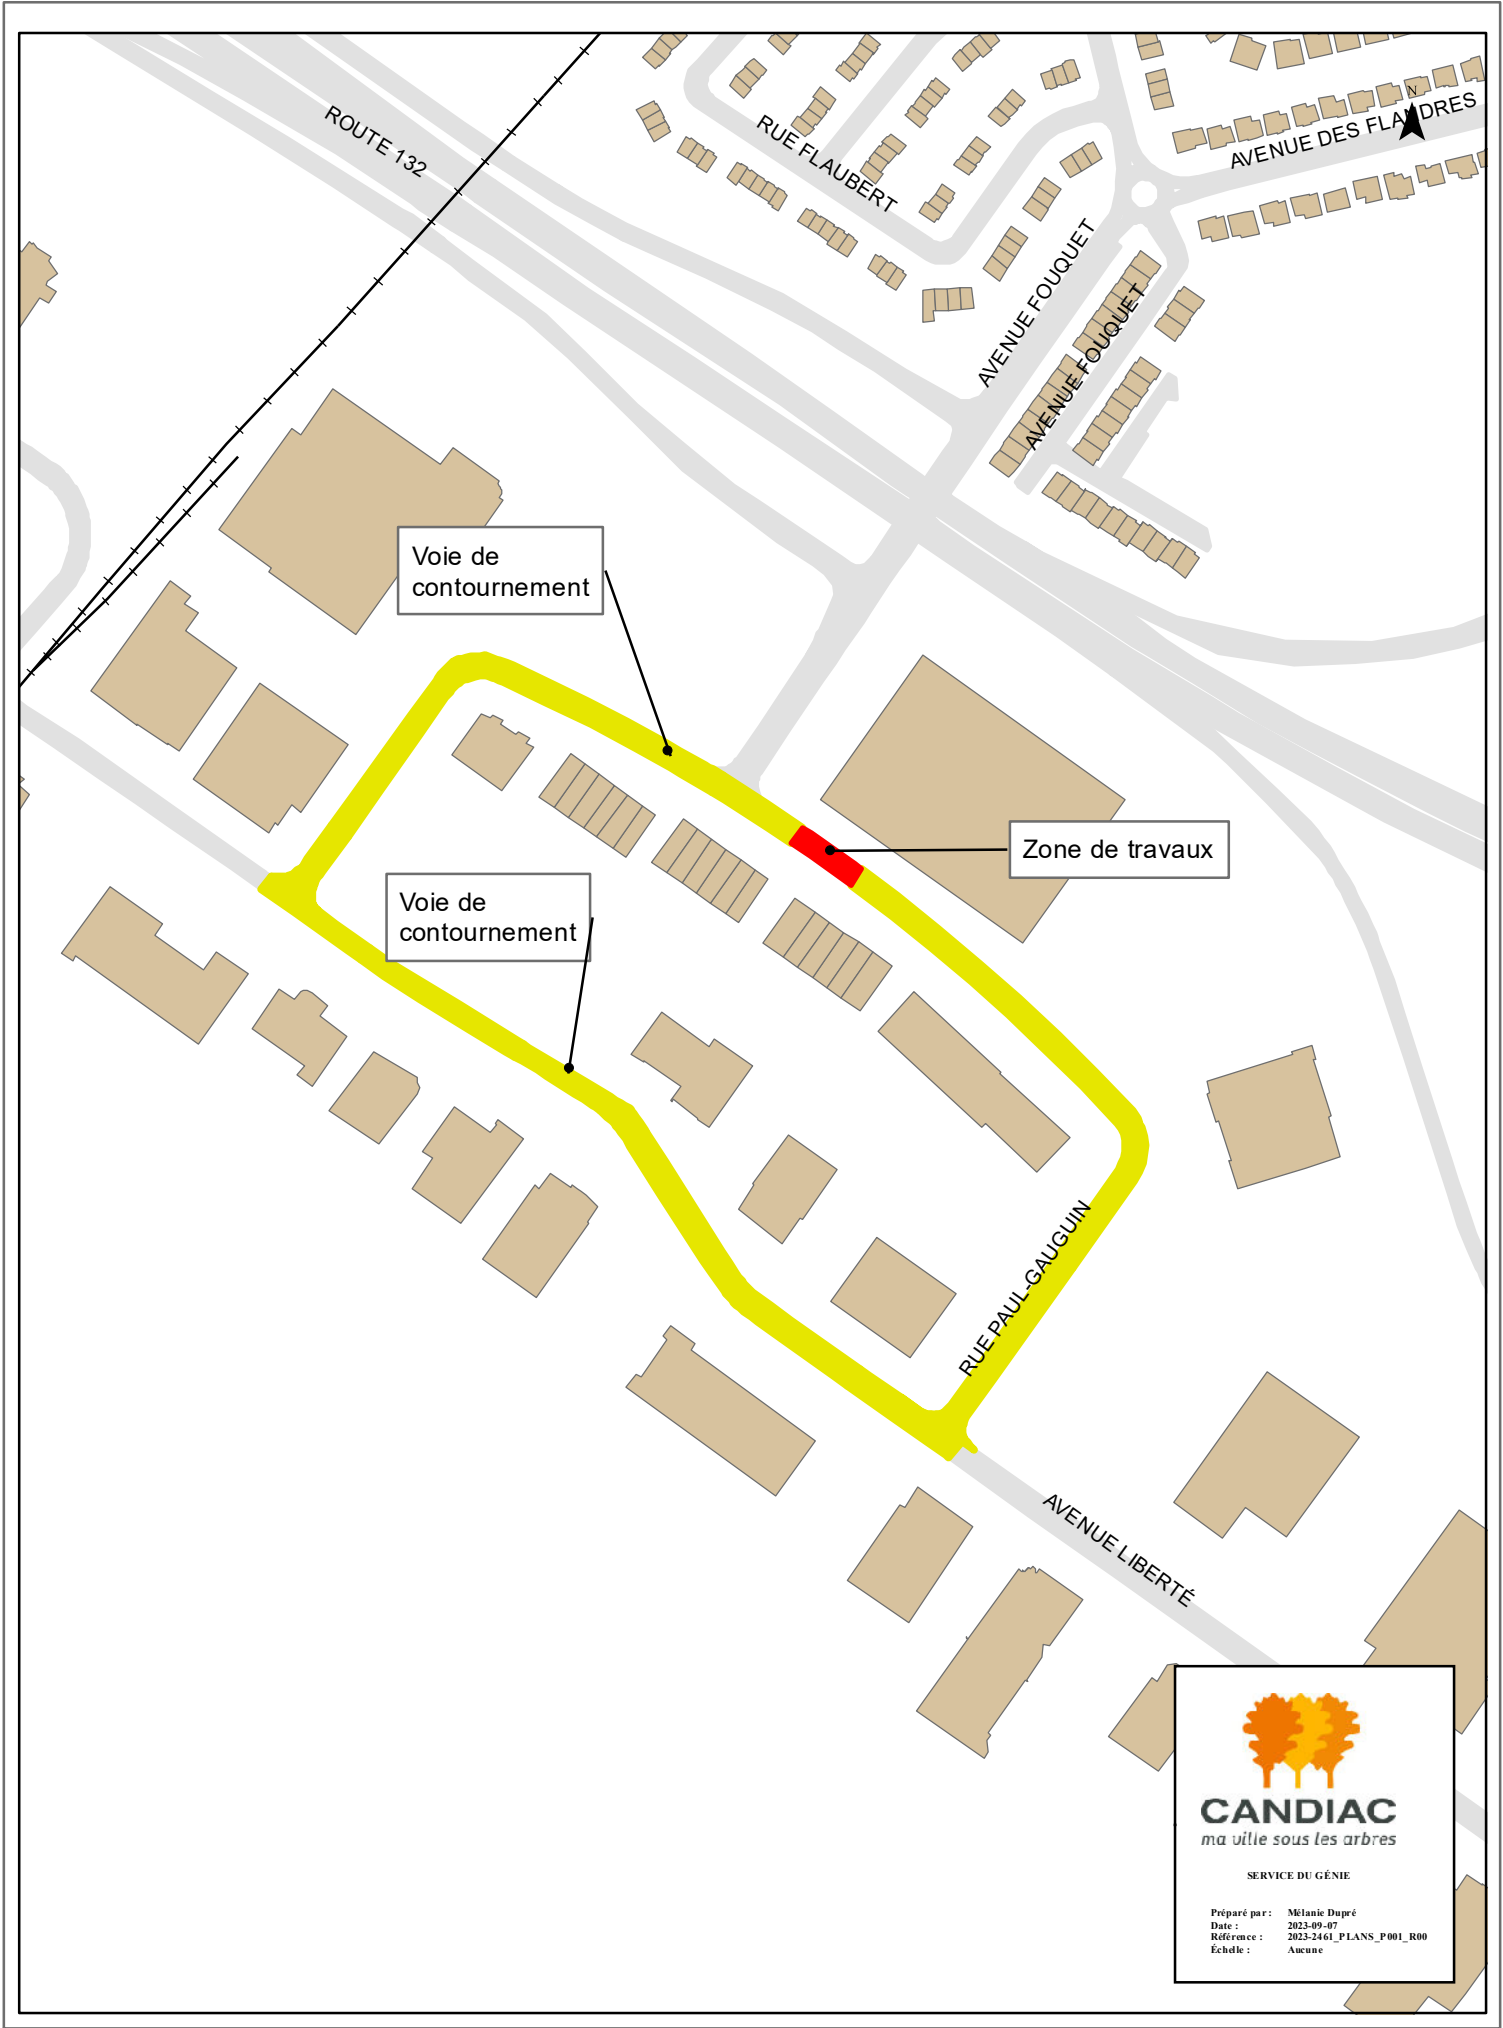 ROUTE 132
RUE FLAUBERT
N
AVENUE DES FLANDRES
AVENUE FOUQUET
AVENUE FOUQUET
Voie de
contournement
Zone de travaux
Voie de
contournement
RUE PAUL-GAUGUIN
AVENUE LIBERTÉ
CANDIAC
ma ville sous les arbres
SERVICE DU GÉNIE
Préparé par : Mélanie Dupré
Date : 2023-09-07
Référence : 2023-2461_PLANS_P001_R00
Échelle : Aucune